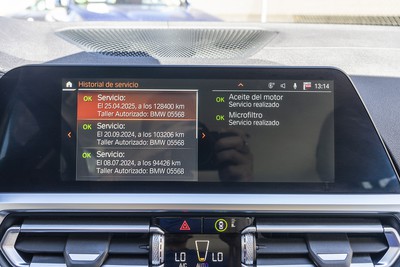 Historial de servicio
13:14
OK Servicio:
El 25.04.2025, a los 128400 km
Taller Autorizado: BMW 05568
OK Servicio:
El 20.09.2024, a los 103206 km
Taller Autorizado: BMW 05568
OK Servicio:
El 08.07.2024, a los 94426 km
Taller Autorizado: BMW 05568
OK Aceite del motor
Servicio realizado
OK Microfiltro
Servicio realizado
LO LO
A/C AUTO